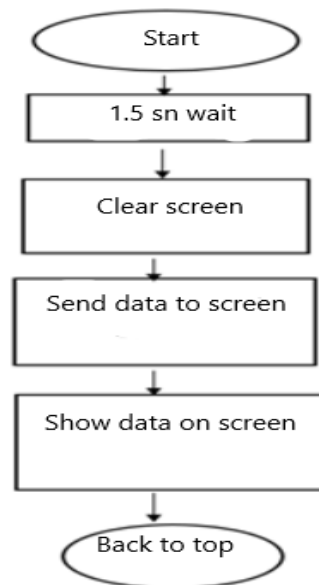 Start
1.5 sn wait
Clear screen
Send data to screen
Show data on screen
Back to top